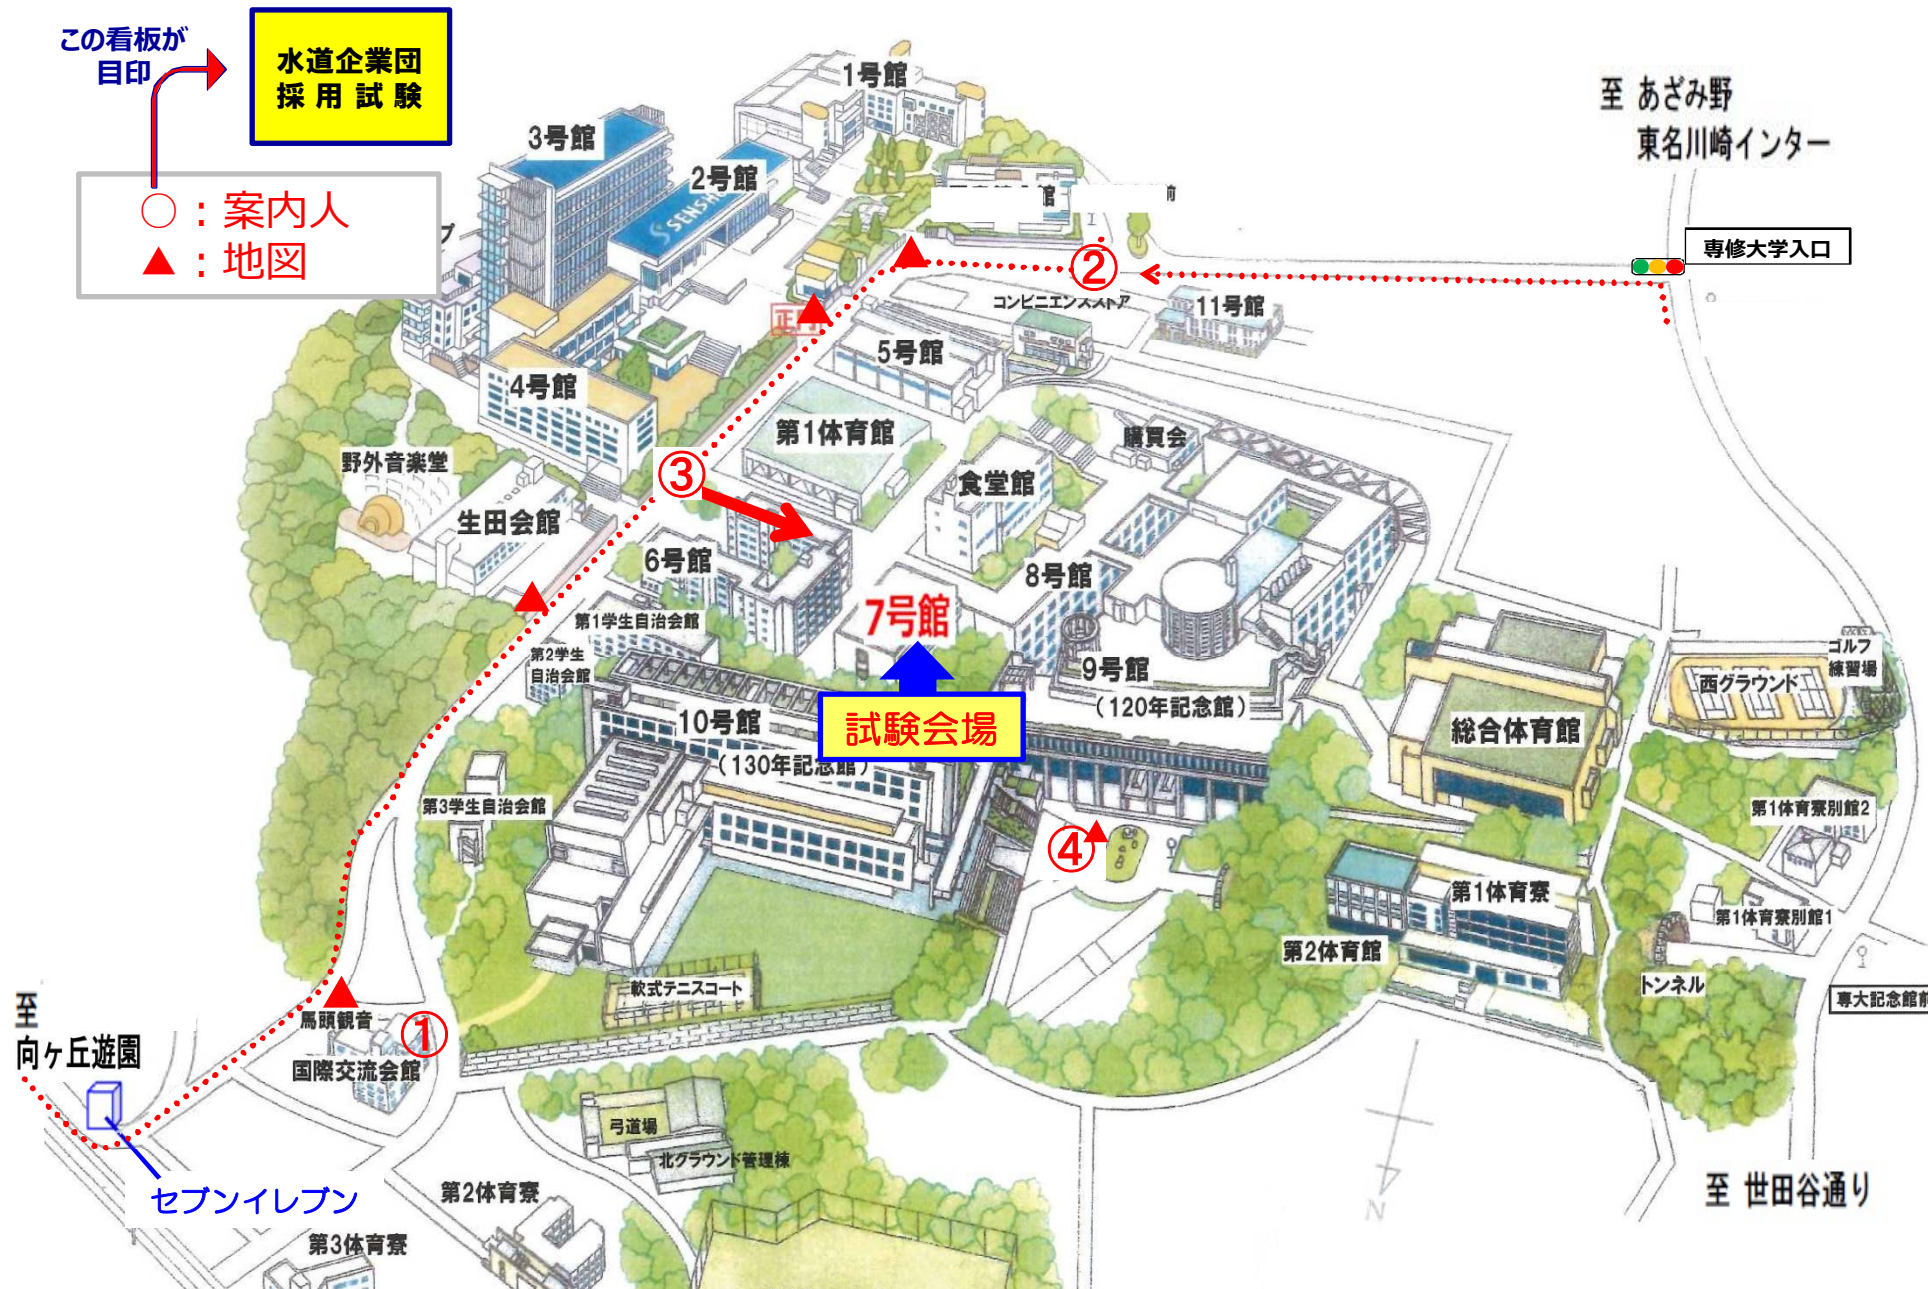 この看板が
目印
水道企業団
採用試験
○：案内人
▲：地図
1号館
3号館
2号館
SENSHU
館
前
プ
至 あざみ野
東名川崎インター
専修大学入口
②
正門
コンビニエンスストア
11号館
5号館
4号館
第1体育館
購買会
野外音楽堂
③
食堂館
生田会館
6号館
8号館
7号館
第1学生自治会館
第2学生
自治会館
9号館
(120年記念館)
試験会場
10号館
(130年記念館)
総合体育館
西グラウンド
ゴルフ
練習場
第3学生自治会館
第1体育寮別館2
④
第1体育寮
第1体育寮別館1
第2体育館
トンネル
専大記念館前
軟式テニスコート
馬頭観音
①
国際交流会館
至
向ヶ丘遊園
セブンイレブン
弓道場
北グラウンド管理棟
第2体育寮
第3体育寮
N
至 世田谷通り